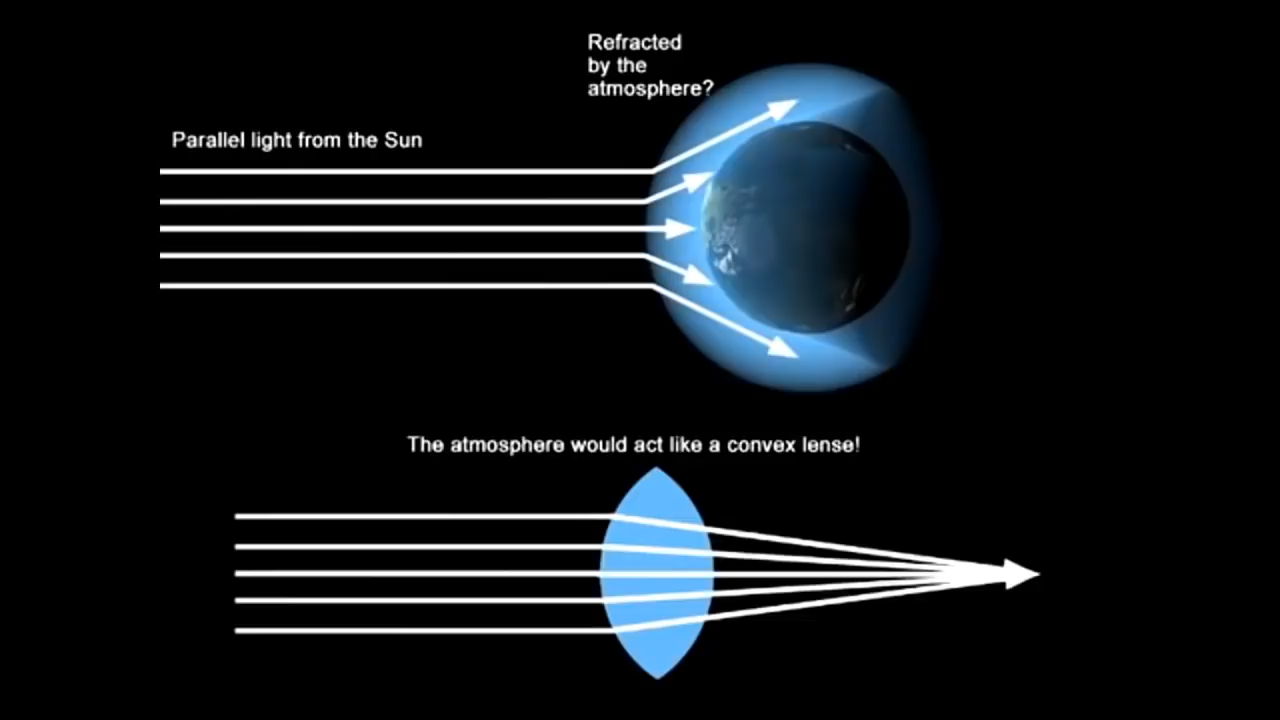 Refracted
by the
atmosphere?
Parallel light from the Sun
The atmosphere would act like a convex lense!